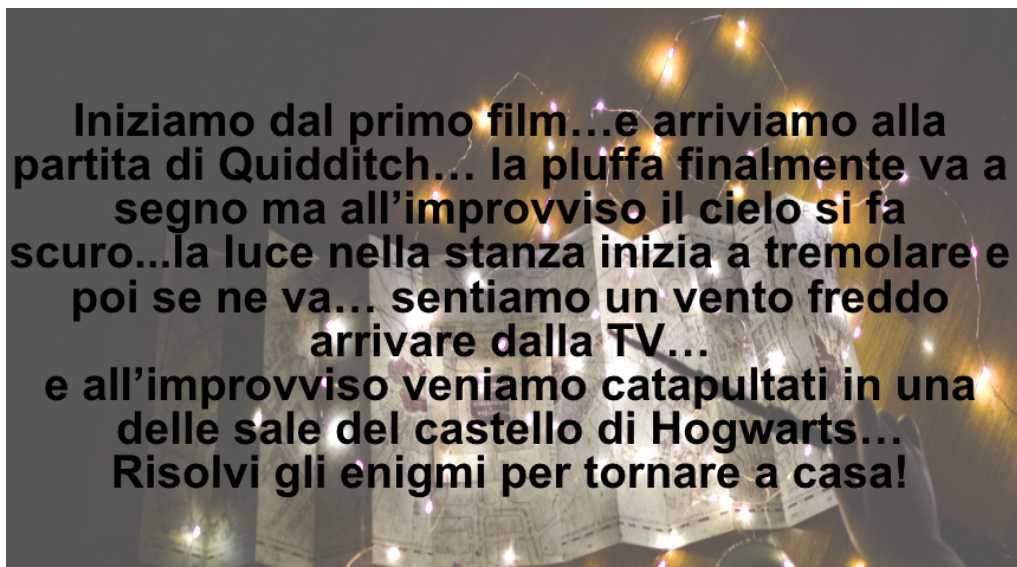 Iniziamo dal primo film…e arriviamo alla
partita di Quidditch… la pluffa finalmente va a
segno ma all’improvviso il cielo si fa
scuro...la luce nella stanza inizia a tremolare e
poi se ne va… sentiamo un vento freddo
arrivare dalla TV…
e all’improvviso veniamo catapultati in una
delle sale del castello di Hogwarts…
Risolvi gli enigmi per tornare a casa!